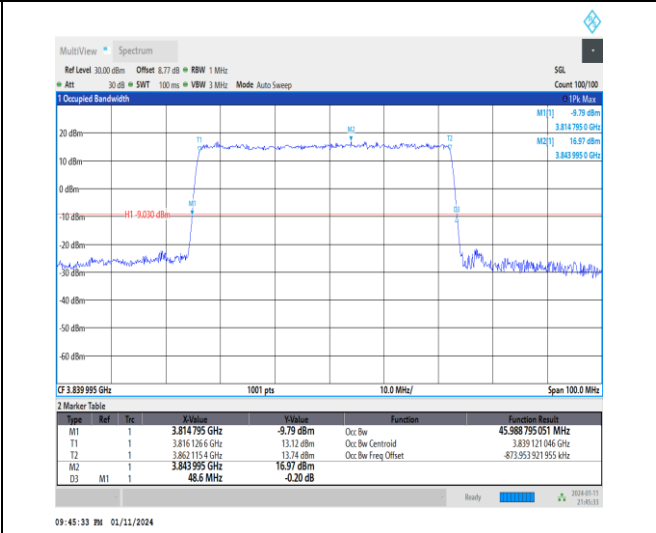 MultiView Spectrum
Ref Level 30.00 dBm Offset 8.77 dB RBW 1 MHz SGL
Att 30 dB SWT 100 ms VBW 3 MHz Mode Auto Sweep Count 100/100
1 Occupied Bandwidth 1Pk Max
M1[1] -9.79 dBm
3.814 795 0 GHz
M2[1] 16.97 dBm
3.843 995 0 GHz
20 dBm
T1 M2 T2
10 dBm
0 dBm
M1
D3
-10 dBm
H1 -9.030 dBm
-20 dBm
-30 dBm
-40 dBm
-50 dBm
-60 dBm
CF 3.839 995 GHz 1001 pts 10.0 MHz/ Span 100.0 MHz
2 Marker Table
Type Ref Trc X-Value Y-Value Function Function Result
M1 1 3.814 795 GHz -9.79 dBm Occ Bw 45.988 795 051 MHz
T1 1 3.816 126 6 GHz 13.12 dBm Occ Bw Centroid 3.839 121 046 GHz
T2 1 3.862 115 4 GHz 13.74 dBm Occ Bw Freq Offset -873.953 921 955 kHz
M2 1 3.843 995 GHz 16.97 dBm
D3 M1 1 48.6 MHz -0.20 dB
Ready 2024-01-11
21:45:33
09:45:33 PM 01/11/2024